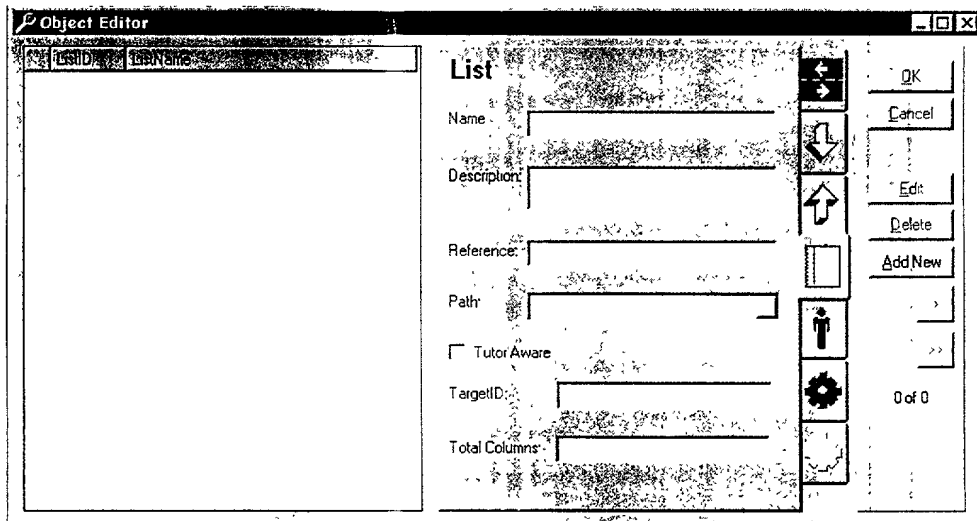 Object Editor
ListID ListName
List
Name
Description:
Reference:
Path:
Tutor Aware
TargetID:
Total Columns
OK
Cancel
Edit
Delete
Add New
>
>>
0 of 0